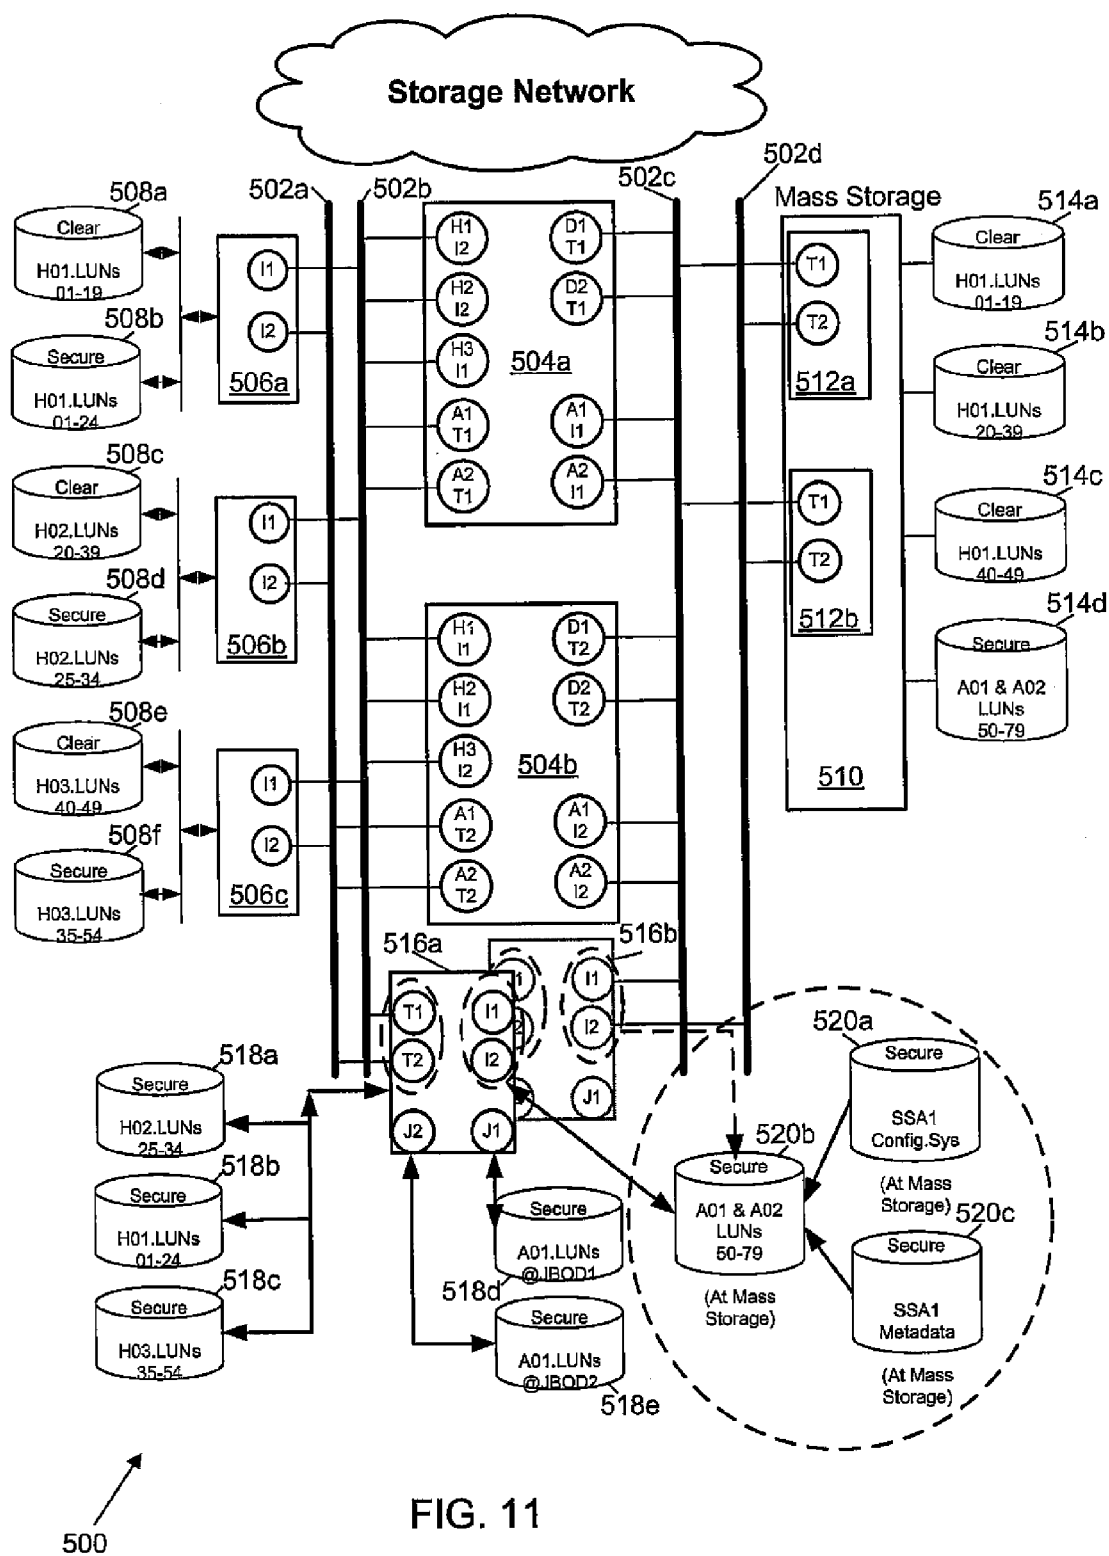 Storage Network
502a
502b
502c
502d
508a
Clear
H01.LUNs
01-19
508b
Secure
H01.LUNs
01-24
I1
I2
506a
508c
Clear
H02.LUNs
20-39
508d
Secure
H02.LUNs
25-34
I1
I2
506b
508e
Clear
H03.LUNs
40-49
508f
Secure
H03.LUNs
35-54
I1
I2
506c
H1
I2
H2
I2
H3
I1
A1
T1
A2
T1
D1
T1
D2
T1
504a
A1
I1
A2
I1
H1
I1
H2
I1
H3
I2
A1
T2
A2
T2
D1
T2
D2
T2
504b
A1
I2
A2
I2
Mass Storage
T1
T2
512a
T1
T2
512b
510
514a
Clear
H01.LUNs
01-19
514b
Clear
H01.LUNs
20-39
514c
Clear
H01.LUNs
40-49
514d
Secure
A01 & A02
LUNs
50-79
516a
T1
T2
I1
I2
J2
J1
516b
1
2
I1
I2
J1
518a
Secure
H02.LUNs
25-34
518b
Secure
H01.LUNs
01-24
518c
Secure
H03.LUNs
35-54
Secure
A01.LUNs
@JBOD1
518d
Secure
A01.LUNs
@JBOD2
518e
520a
Secure
SSA1
Config.Sys
(At Mass
Storage)
520b
Secure
A01 & A02
LUNs
50-79
(At Mass
Storage)
520c
Secure
SSA1
Metadata
(At Mass
Storage)
500
FIG. 11